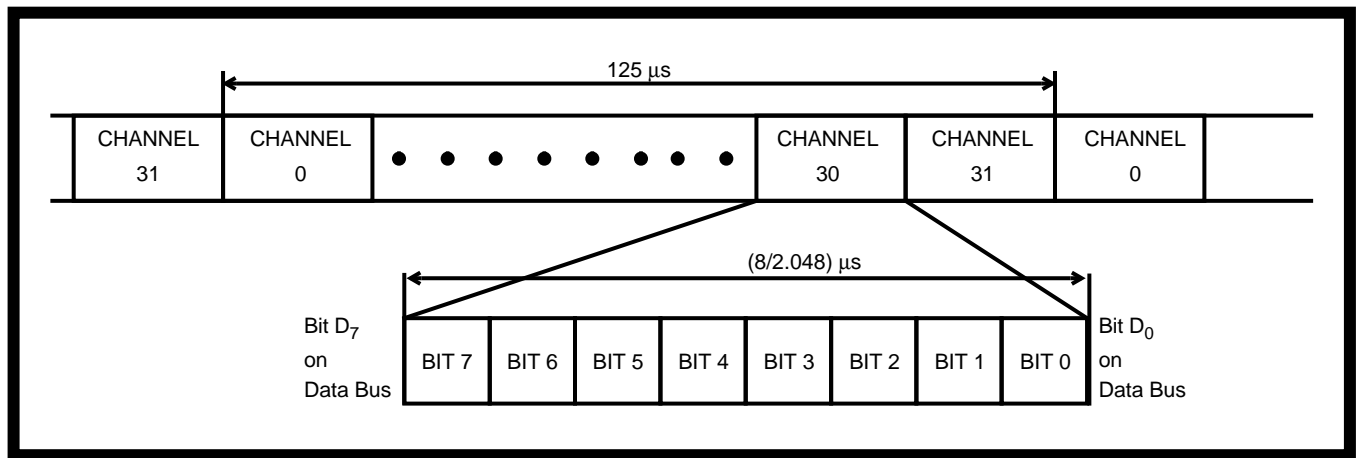 125 μs
CHANNEL 31
CHANNEL 0
CHANNEL 30
CHANNEL 31
CHANNEL 0
(8/2.048) μs
Bit D7 on Data Bus
BIT 7
BIT 6
BIT 5
BIT 4
BIT 3
BIT 2
BIT 1
BIT 0
Bit D0 on Data Bus